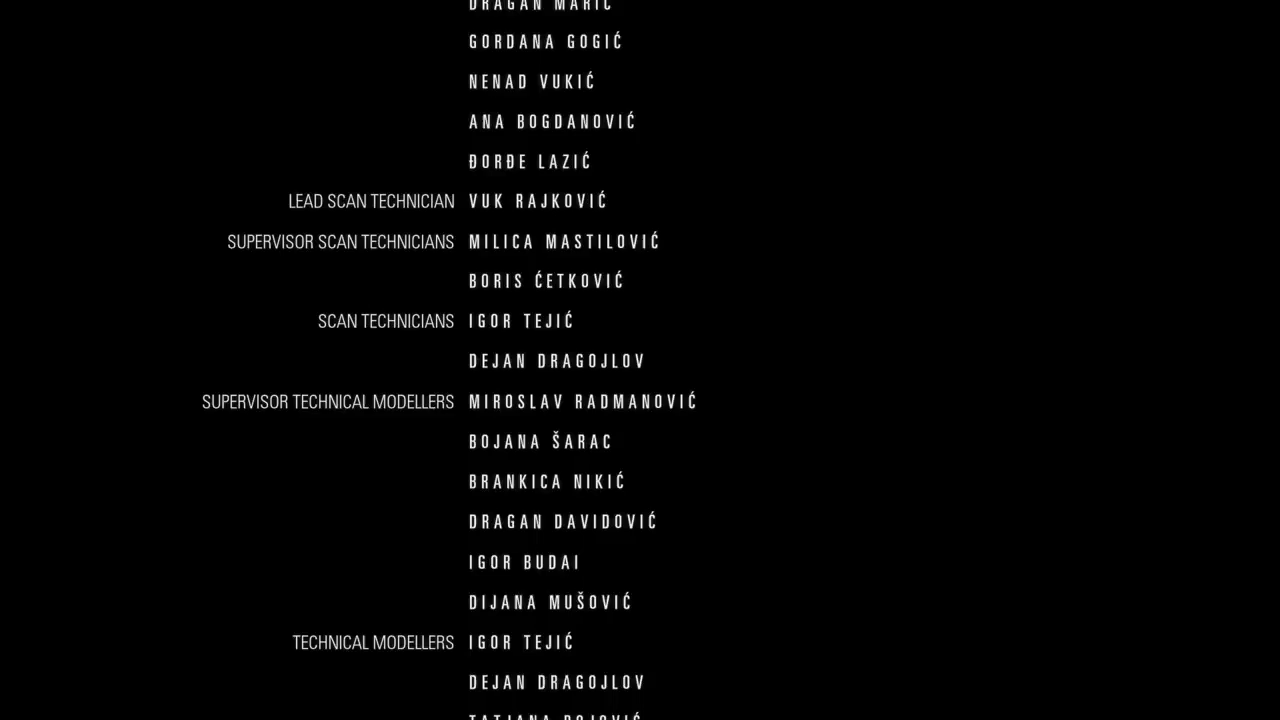 DRAGAN MARIĆ
GORDANA GOGIĆ
NENAD VUKIĆ
ANA BOGDANOVIĆ
ĐORĐE LAZIĆ
LEAD SCAN TECHNICIAN VUK RAJKOVIĆ
SUPERVISOR SCAN TECHNICIANS MILICA MASTILOVIĆ
BORIS ĆETKOVIĆ
SCAN TECHNICIANS IGOR TEJIĆ
DEJAN DRAGOJLOV
SUPERVISOR TECHNICAL MODELLERS MIROSLAV RADMANOVIĆ
BOJANA ŠARAC
BRANKICA NIKIĆ
DRAGAN DAVIDOVIĆ
IGOR BUDAI
DIJANA MUŠOVIĆ
TECHNICAL MODELLERS IGOR TEJIĆ
DEJAN DRAGOJLOV